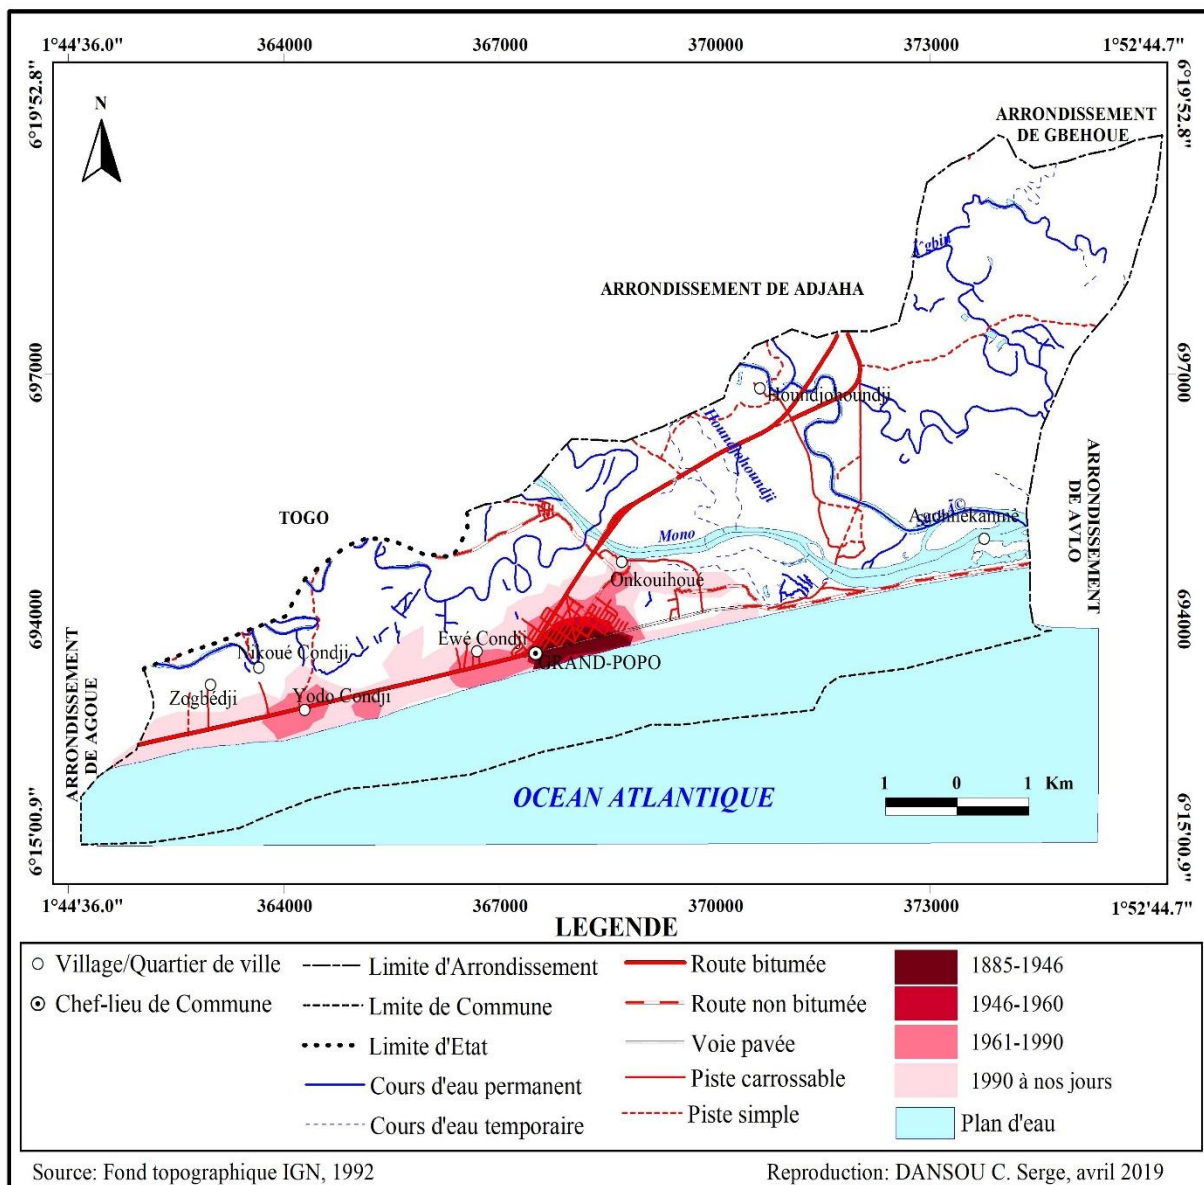 1°44'36.0" 364000 367000 370000 373000 1°52'44.7"
6°19'52.8"
6°19'52.8"
N
ARRONDISSEMENT
DE GBEHOUE
ARRONDISSEMENT DE ADJAHA
697000
697000
Houndjohoundji
Houndjohoundji
ARRONDISSEMENT
DE AVLO
TOGO
Mono
Onkouihoué
694000
694000
Ewé Condji
GRAND-POPO
Nikoué Condji
Zogbédji
Yodo Condji
ARRONDISSEMENT
DE AGOUE
OCEAN ATLANTIQUE
1 0 1 Km
6°15'00.9"
6°15'00.9"
1°44'36.0" 364000 367000 370000 373000 1°52'44.7"
LEGENDE
Village/Quartier de ville
Chef-lieu de Commune
Limite d'Arrondissement
Lmite de Commune
Limite d'Etat
Cours d'eau permanent
Cours d'eau temporaire
Route bitumée
Route non bitumée
Voie pavée
Piste carrossable
Piste simple
1885-1946
1946-1960
1961-1990
1990 à nos jours
Plan d'eau
Source: Fond topographique IGN, 1992
Reproduction: DANSOU C. Serge, avril 2019